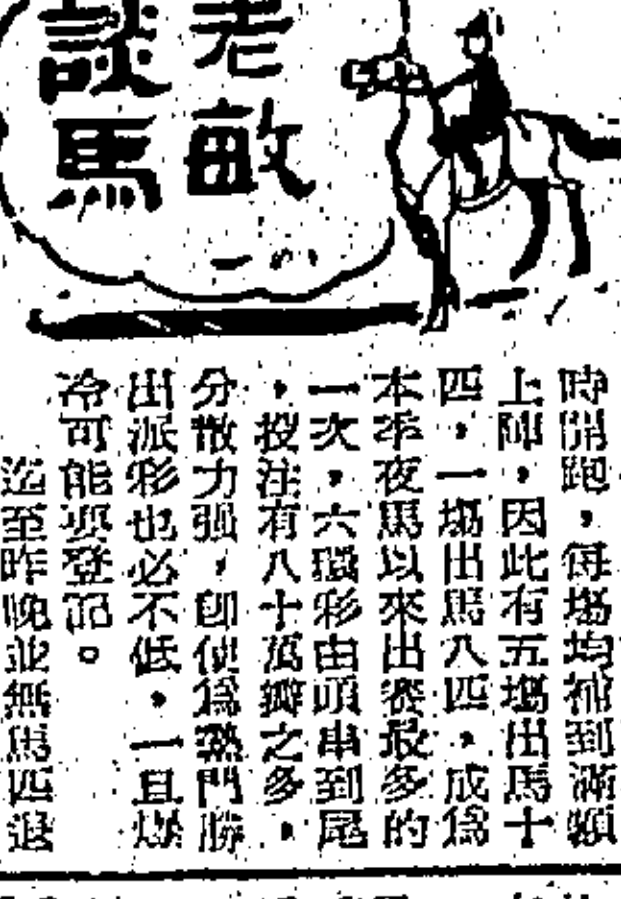 老敏
談馬
時開跑，每場均補到滿額
上陣，因此有五場出馬十
四，一場出馬八匹，成為
本季夜馬以來出賽最多的
一次，六環彩由頭串到尾
，投注有八十萬瓣之多，
分散力强，卽使為熱門勝
出派彩也必不低，一旦爆
冷可能要登記。
迄至昨晚並無馬匹退